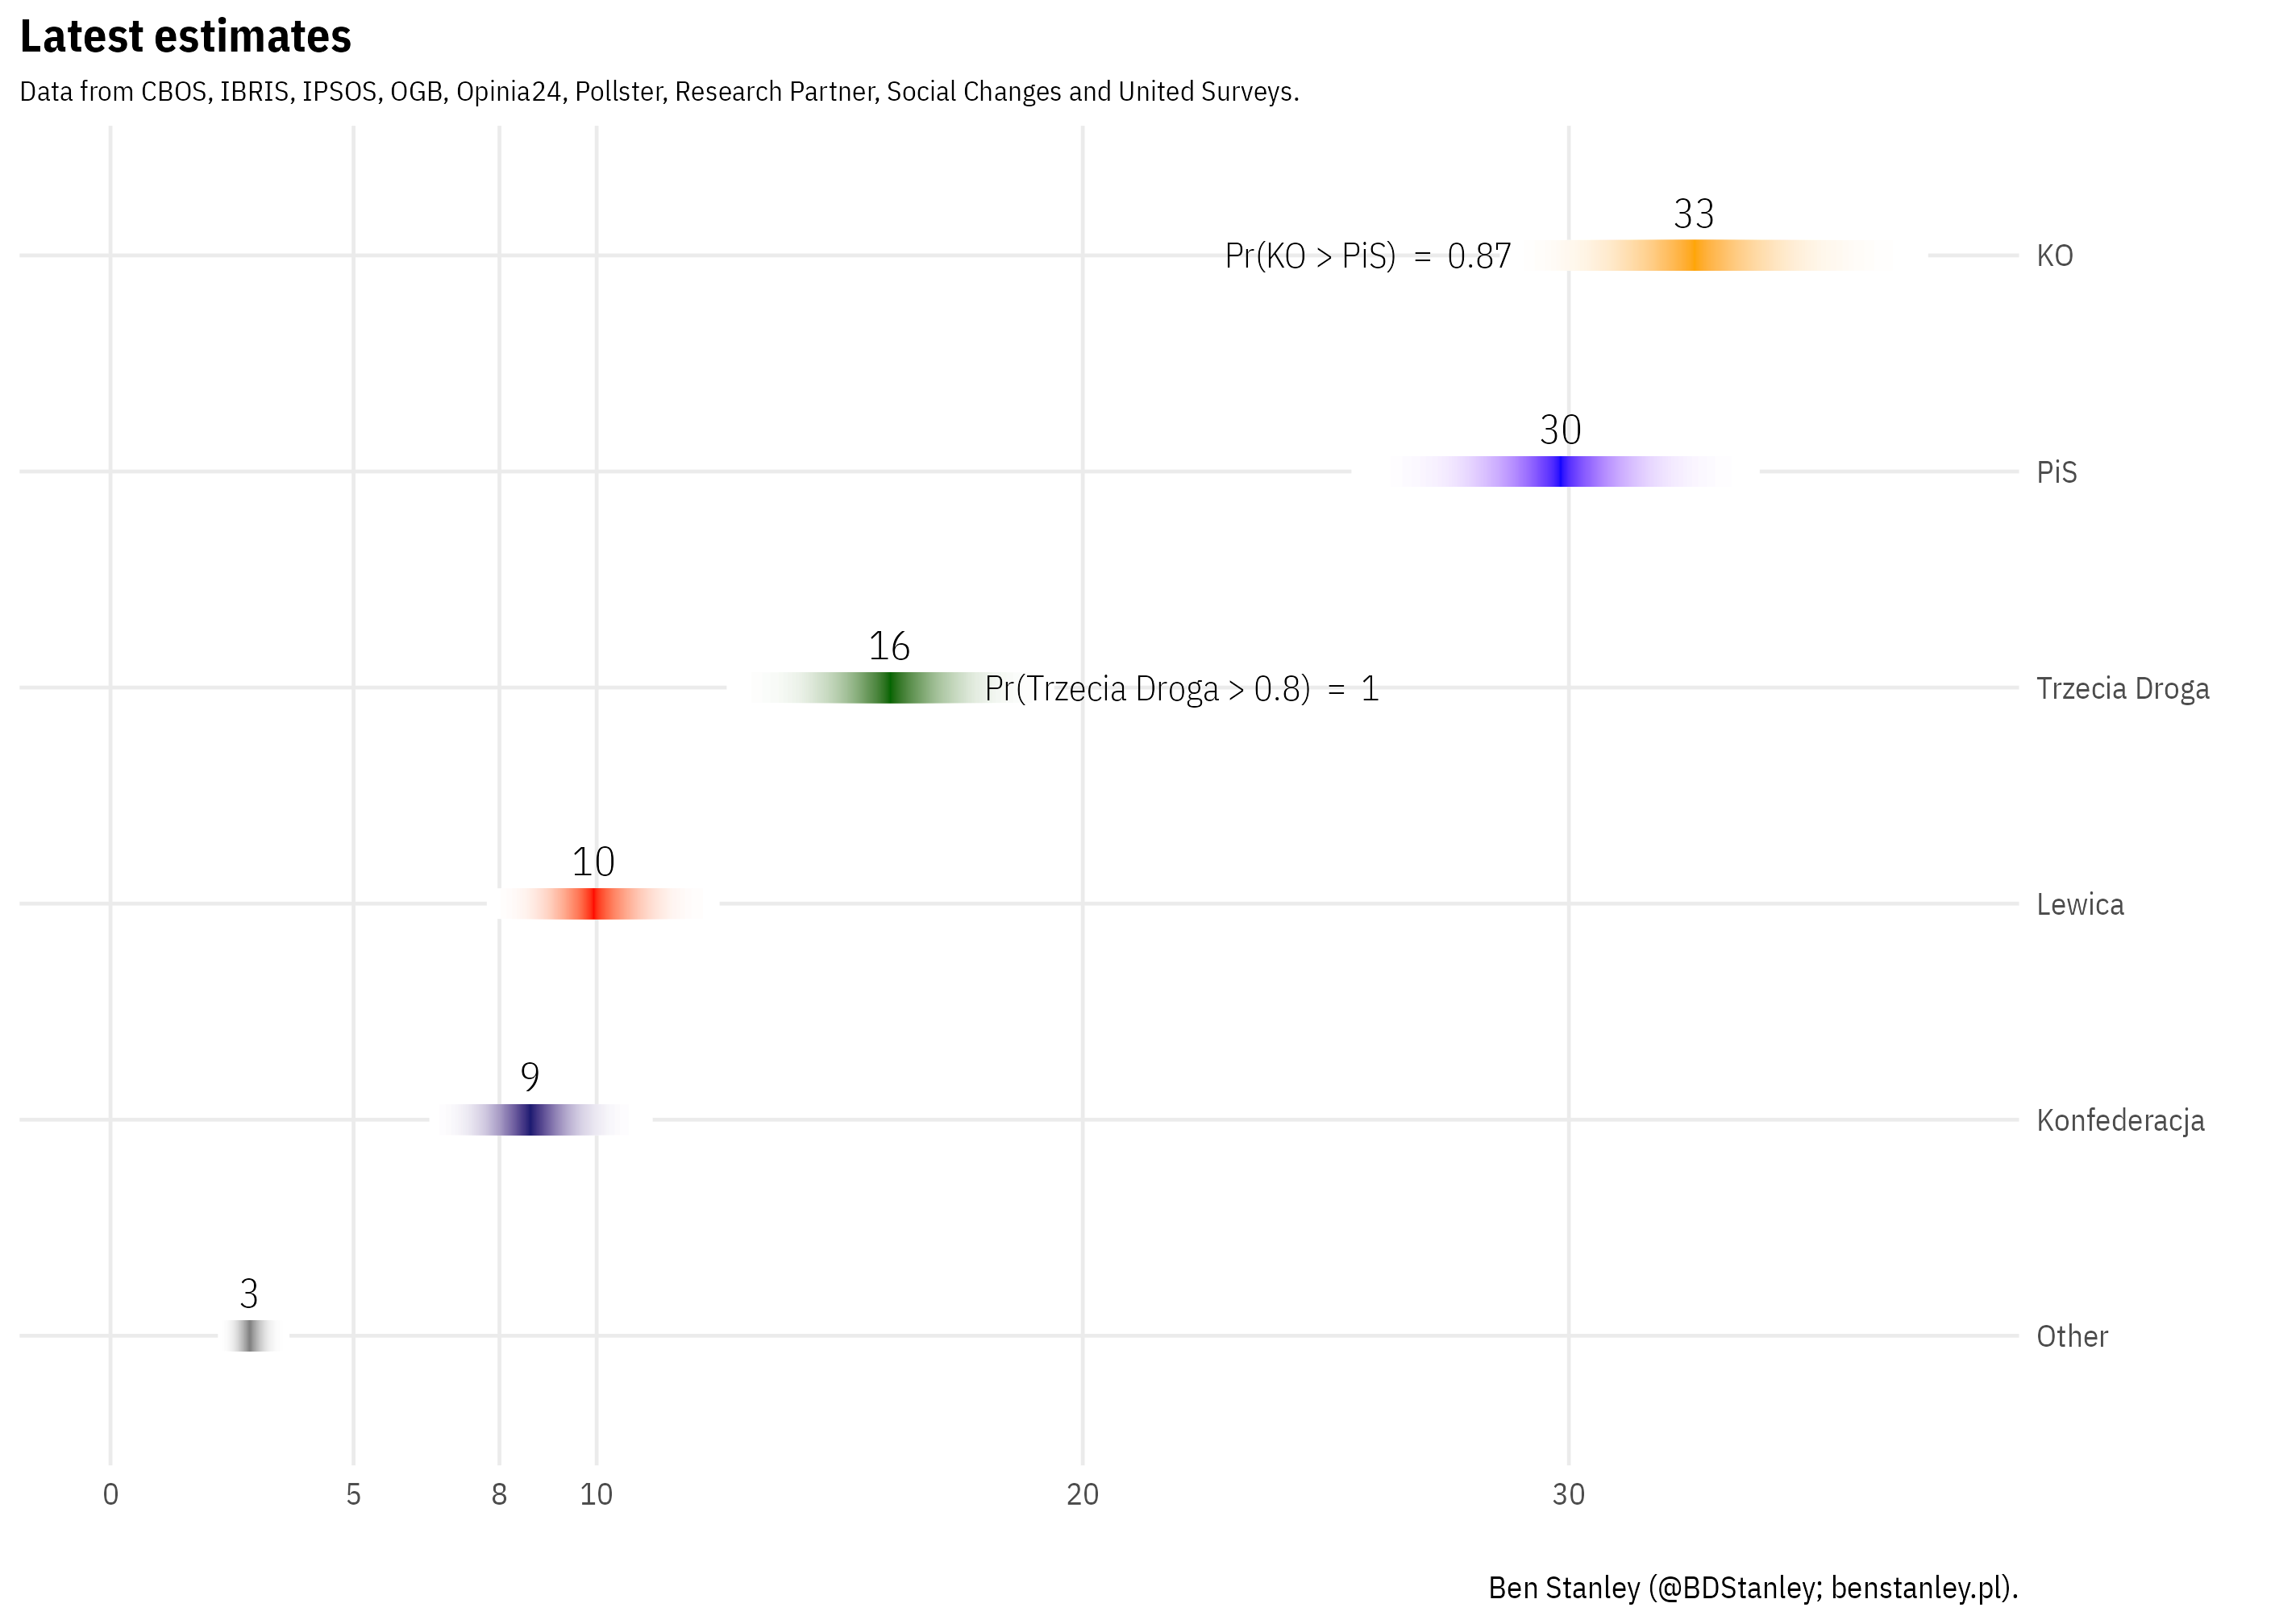 Latest estimates
Data from CBOS, IBRIS, IPSOS, OGB, Opinia24, Pollster, Research Partner, Social Changes and United Surveys.
33
Pr(KO > PiS) = 0.87
KO
30
PiS
16
Pr(Trzecia Droga > 0.8) = 1
Trzecia Droga
10
Lewica
9
Konfederacja
3
Other
0 5 8 10 20 30
Ben Stanley (@BDStanley; benstanley.pl).